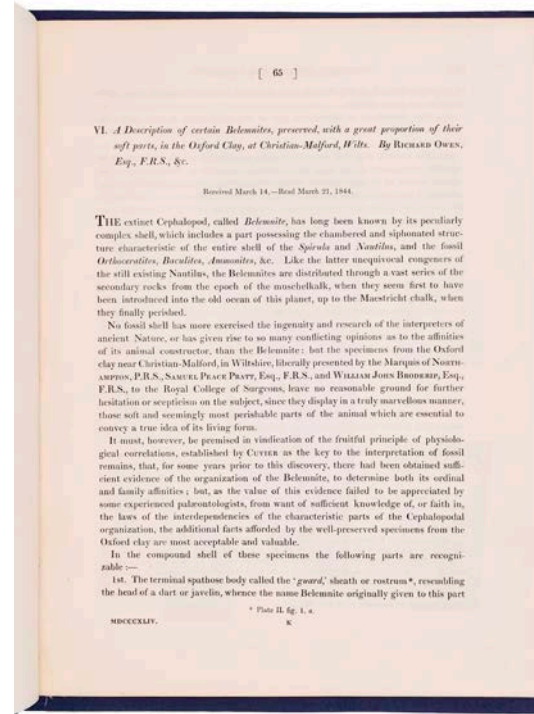 [ 65 ]
VI. A Description of certain Belemnites, preserved, with a great proportion of their
soft parts, in the Oxford Clay, at Christian-Malford, Wilts. By RICHARD OWEN,
Esq., F.R.S., &c.
Received March 14,—Read March 21, 1844.
THE extinct Cephalopod, called Belemnite, has long been known by its peculiarly
complex shell, which includes a part possessing the chambered and siphonated struc-
ture characteristic of the entire shell of the Spirula and Nautilus, and the fossil
Orthoceratites, Baculites, Ammonites, &c. Like the latter unequivocal congeners of
the still existing Nautilus, the Belemnites are distributed through a vast series of the
secondary rocks from the epoch of the muschelkalk, when they seem first to have
been introduced into the old ocean of this planet, up to the Maestricht chalk, when
they finally perished.
No fossil shell has more exercised the ingenuity and research of the interpreters of
ancient Nature, or has given rise to so many conflicting opinions as to the affinities
of its animal constructor, than the Belemnite: but the specimens from the Oxford
clay near Christian-Malford, in Wiltshire, liberally presented by the Marquis of NORTH-
AMPTON, P.R.S., SAMUEL PEACE PRATT, Esq., F.R.S., and WILLIAM JOHN BRODERIP, Esq.,
F.R.S., to the Royal College of Surgeons, leave no reasonable ground for further
hesitation or scepticism on the subject, since they display in a truly marvellous manner,
those soft and seemingly most perishable parts of the animal which are essential to
convey a true idea of its living form.
It must, however, be premised in vindication of the fruitful principle of physiolo-
gical correlations, established by CUVIER as the key to the interpretation of fossil
remains, that, for some years prior to this discovery, there had been obtained suffi-
cient evidence of the organization of the Belemnite, to determine both its ordinal
and family affinities; but, as the value of this evidence failed to be appreciated by
some experienced palæontologists, from want of sufficient knowledge of, or faith in,
the laws of the interdependencies of the characteristic parts of the Cephalopodal
organization, the additional facts afforded by the well-preserved specimens from the
Oxford clay are most acceptable and valuable.
In the compound shell of these specimens the following parts are recogni-
zable:—
1st. The terminal spathose body called the 'guard,' sheath or rostrum*, resembling
the head of a dart or javelin, whence the name Belemnite originally given to this part
* Plate II. fig. 1. a.
MDCCCXLIV. K